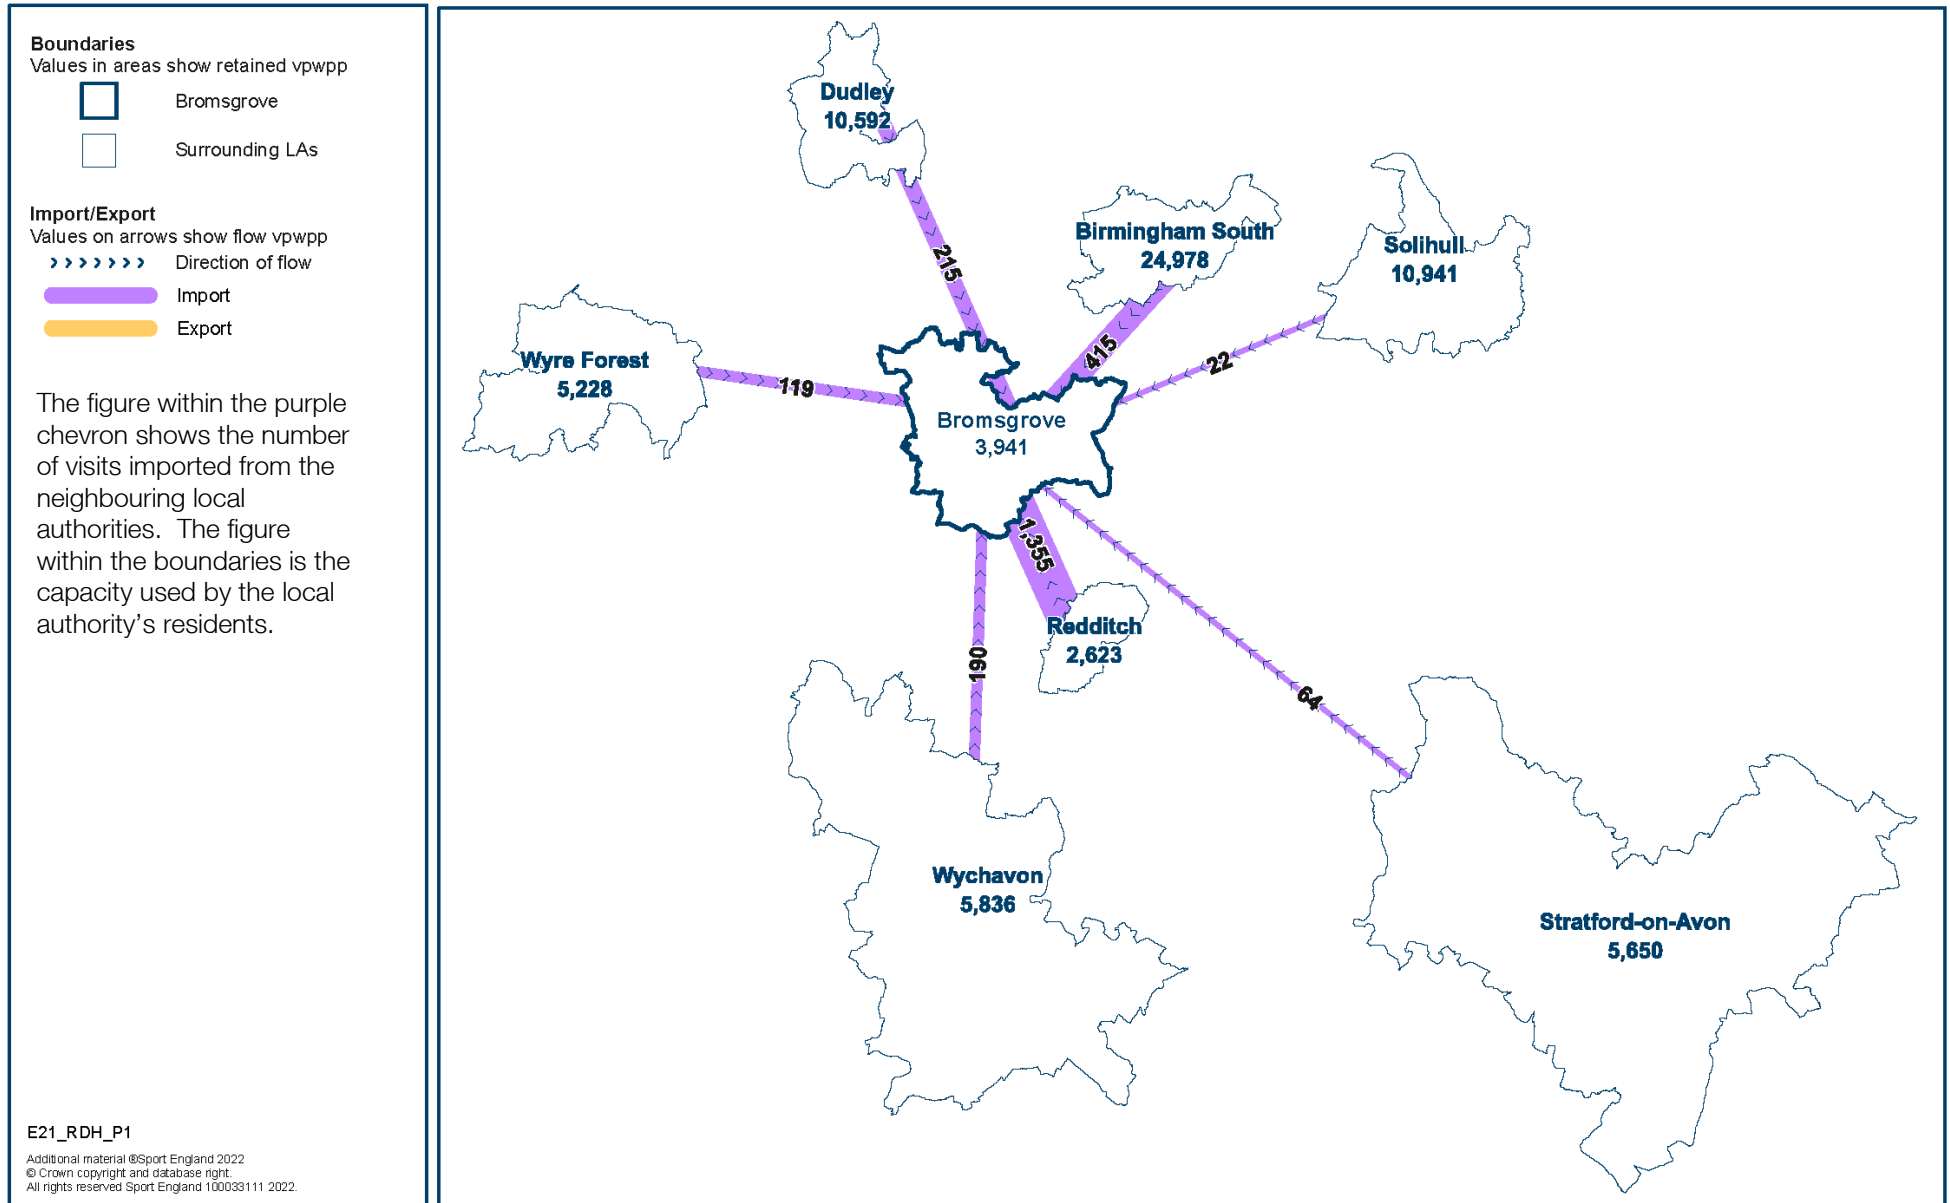 Boundaries
Values in areas show retained vpwpp
Bromsgrove
Surrounding LAs
Import/Export
Values on arrows show flow vpwpp
Direction of flow
Import
Export
The figure within the purple
chevron shows the number
of visits imported from the
neighbouring local
authorities.  The figure
within the boundaries is the
capacity used by the local
authority's residents.
E21_RDH_P1
Additional material ®Sport England 2022
© Crown copyright and database right.
All rights reserved Sport England 100033111 2022.
Dudley
10,592
Birmingham South
24,978
Solihull
10,941
215
415
22
Wyre Forest
5,228
119
Bromsgrove
3,941
1,355
Redditch
2,623
190
64
Wychavon
5,836
Stratford-on-Avon
5,650